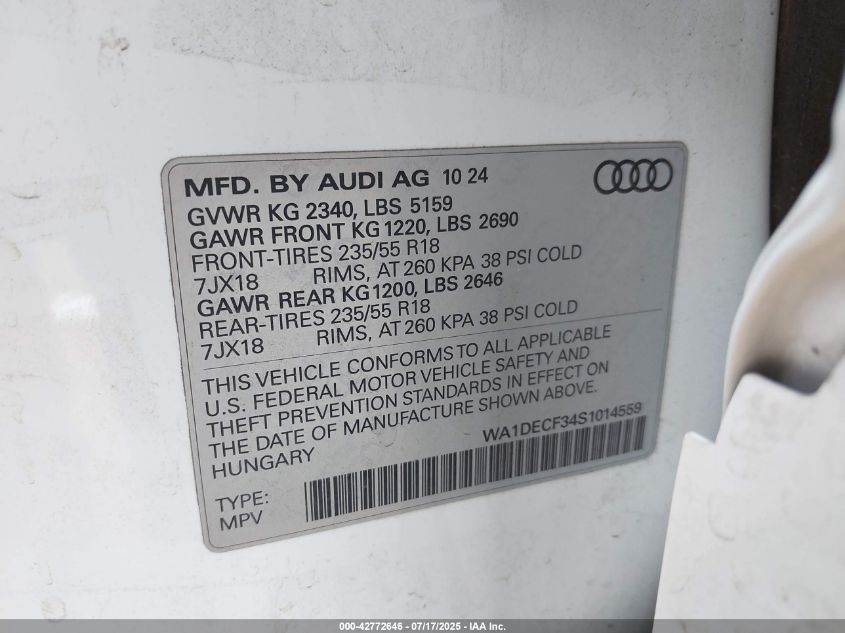 MFD. BY AUDI AG 10 24
GVWR KG 2340, LBS 5159
GAWR FRONT KG 1220, LBS 2690
FRONT-TIRES 235/55 R18
7JX18 RIMS, AT 260 KPA 38 PSI COLD
GAWR REAR KG 1200, LBS 2646
REAR-TIRES 235/55 R18
7JX18 RIMS, AT 260 KPA 38 PSI COLD
THIS VEHICLE CONFORMS TO ALL APPLICABLE
U.S. FEDERAL MOTOR VEHICLE SAFETY AND
THEFT PREVENTION STANDARDS IN EFFECT ON
THE DATE OF MANUFACTURE SHOWN ABOVE.
HUNGARY
WA1DECF34S1014559
TYPE:
MPV
000-42772646 - 07/17/2025 - IAA Inc.